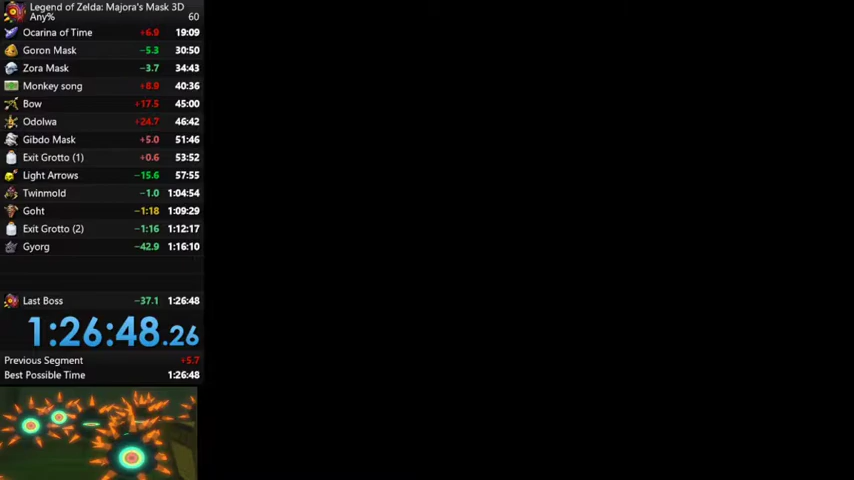 Legend of Zelda: Majora's Mask 3D
Any% 60
Ocarina of Time +6.9 19:09
Goron Mask −5.3 30:50
Zora Mask −3.7 34:43
Monkey song +8.9 40:36
Bow +17.5 45:00
Odolwa +24.7 46:42
Gibdo Mask +5.0 51:46
Exit Grotto (1) +0.6 53:52
Light Arrows −15.6 57:55
Twinmold −1.0 1:04:54
Goht −1:18 1:09:29
Exit Grotto (2) −1:16 1:12:17
Gyorg −42.9 1:16:10
Last Boss −37.1 1:26:48
1:26:48.26
Previous Segment +5.7
Best Possible Time 1:26:48